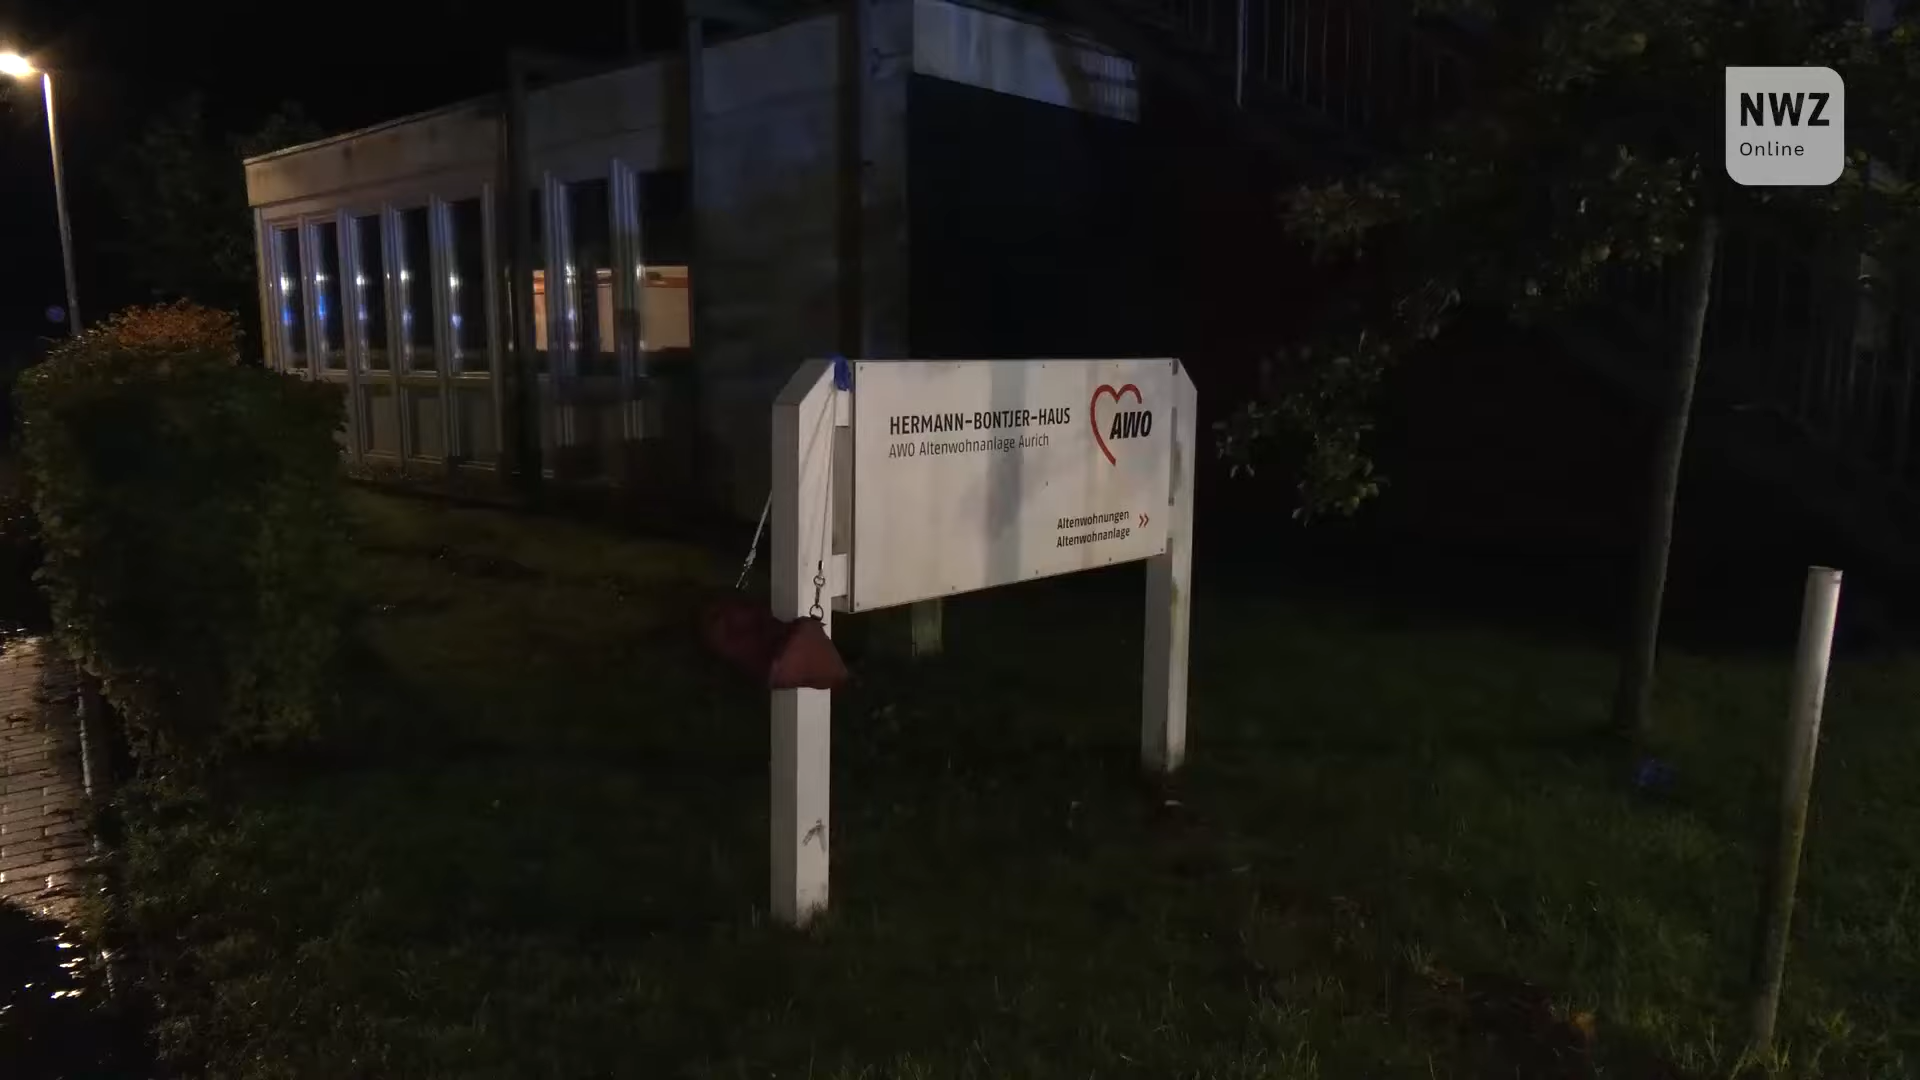 NWZ
Online
HERMANN-BONTJER-HAUS
AWO Altenwohnanlage Aurich
AWO
Altenwohnungen »
Altenwohnanlage